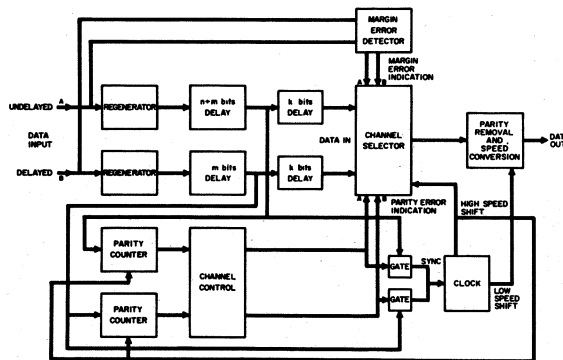 MARGIN
ERROR
DETECTOR
MARGIN
ERROR
INDICATION
A
B
UNDELAYED
A
REGENERATOR
n+m bits
DELAY
k bits
DELAY
DATA
INPUT
DATA IN
CHANNEL
SELECTOR
PARITY
REMOVAL
AND
SPEED
CONVERSION
DATA
OUT
DELAYED
B
REGENERATOR
m bits
DELAY
k bits
DELAY
A
B
PARITY ERROR
INDICATION
HIGH SPEED
SHIFT
PARITY
COUNTER
CHANNEL
CONTROL
GATE
SYNC
CLOCK
PARITY
COUNTER
GATE
LOW
SPEED
SHIFT